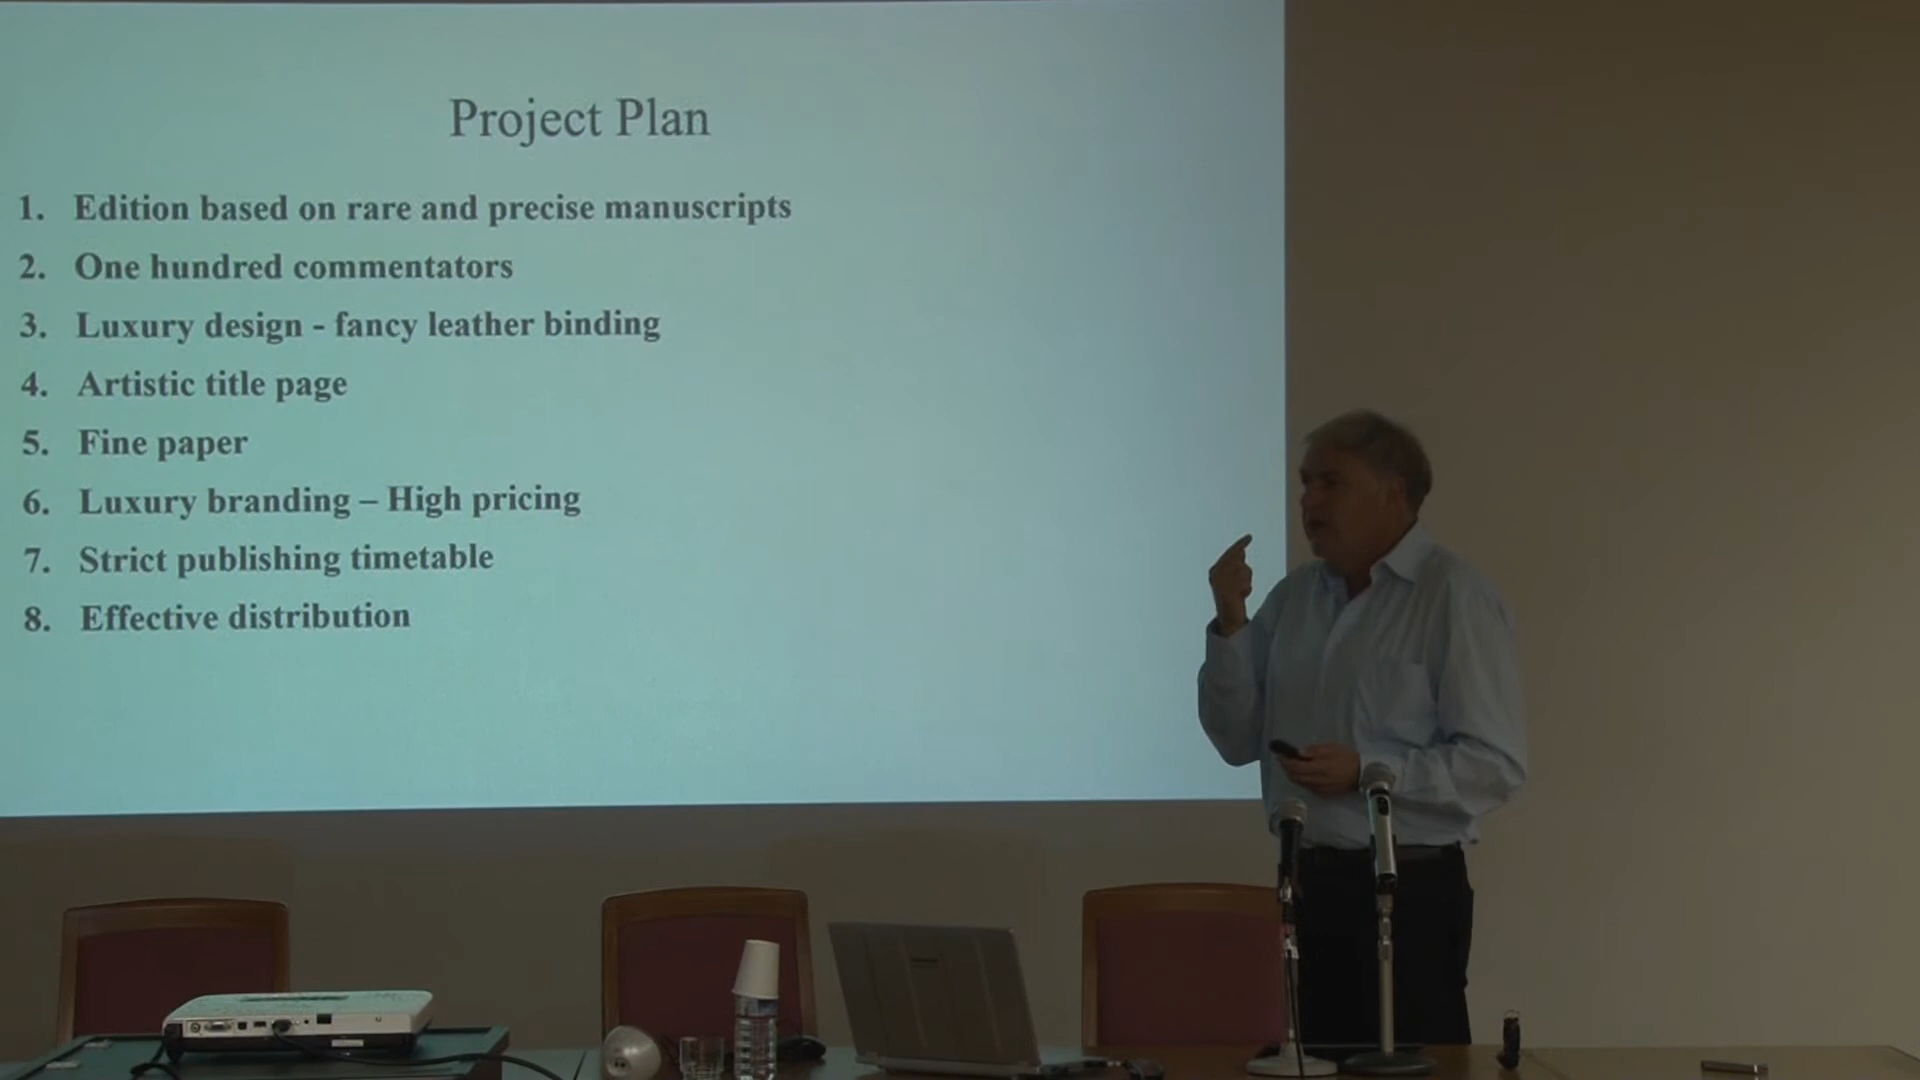 Project Plan
1. Edition based on rare and precise manuscripts
2. One hundred commentators
3. Luxury design - fancy leather binding
4. Artistic title page
5. Fine paper
6. Luxury branding – High pricing
7. Strict publishing timetable
8. Effective distribution